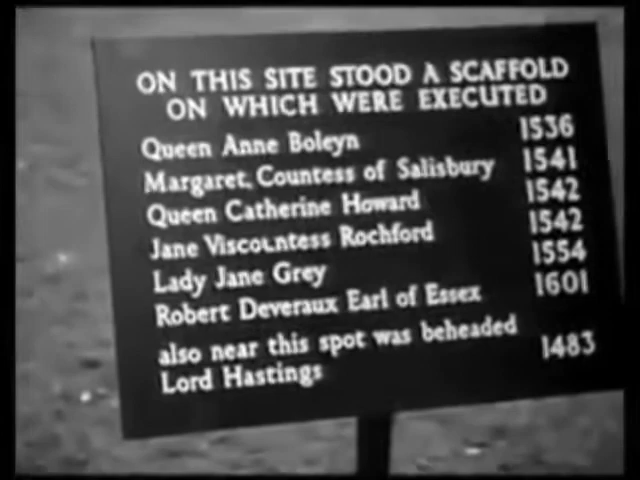 ON THIS SITE STOOD A SCAFFOLD
ON WHICH WERE EXECUTED
Queen Anne Boleyn 1536
Margaret, Countess of Salisbury 1541
Queen Catherine Howard 1542
Jane Viscountess Rochford 1542
Lady Jane Grey 1554
Robert Deveraux Earl of Essex 1601
also near this spot was beheaded
Lord Hastings 1483